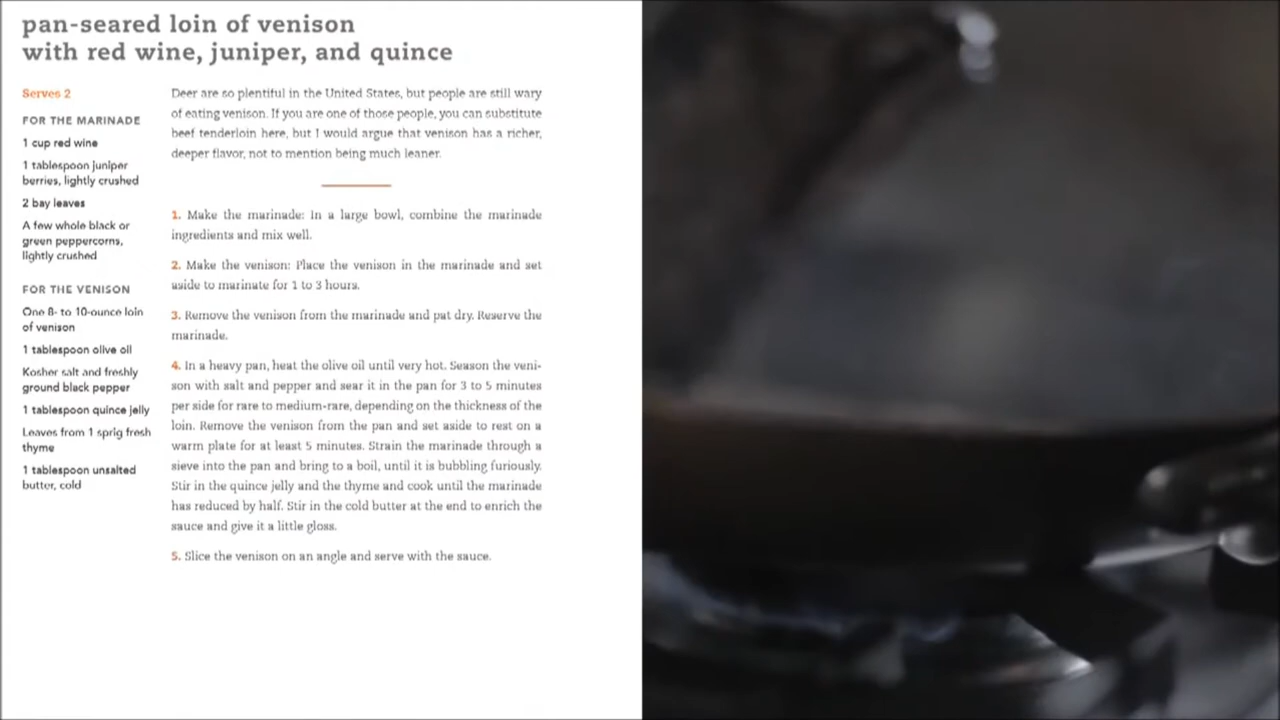 pan-seared loin of venison
with red wine, juniper, and quince
Serves 2
FOR THE MARINADE
1 cup red wine
1 tablespoon juniper
berries, lightly crushed
2 bay leaves
A few whole black or
green peppercorns,
lightly crushed
FOR THE VENISON
One 8- to 10-ounce loin
of venison
1 tablespoon olive oil
Kosher salt and freshly
ground black pepper
1 tablespoon quince jelly
Leaves from 1 sprig fresh
thyme
1 tablespoon unsalted
butter, cold
Deer are so plentiful in the United States, but people are still wary
of eating venison. If you are one of those people, you can substitute
beef tenderloin here, but I would argue that venison has a richer,
deeper flavor, not to mention being much leaner.
1. Make the marinade: In a large bowl, combine the marinade
ingredients and mix well.
2. Make the venison: Place the venison in the marinade and set
aside to marinate for 1 to 3 hours.
3. Remove the venison from the marinade and pat dry. Reserve the
marinade.
4. In a heavy pan, heat the olive oil until very hot. Season the veni-
son with salt and pepper and sear it in the pan for 3 to 5 minutes
per side for rare to medium-rare, depending on the thickness of the
loin. Remove the venison from the pan and set aside to rest on a
warm plate for at least 5 minutes. Strain the marinade through a
sieve into the pan and bring to a boil, until it is bubbling furiously.
Stir in the quince jelly and the thyme and cook until the marinade
has reduced by half. Stir in the cold butter at the end to enrich the
sauce and give it a little gloss.
5. Slice the venison on an angle and serve with the sauce.